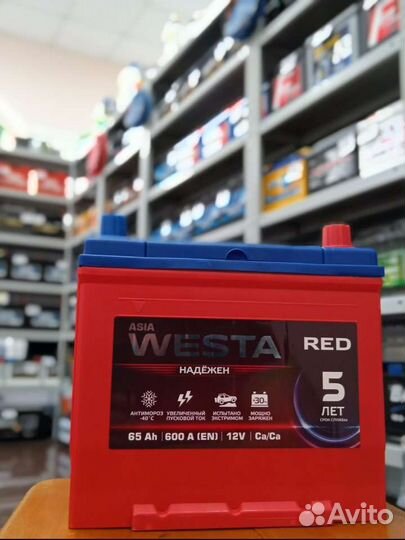 ASIA
WESTA
RED
НАДЁЖЕН
5
ЛЕТ
СРОК СЛУЖБЫ
АНТИМОРОЗ
-40°C
УВЕЛИЧЕННЫЙ
ПУСКОВОЙ ТОК
ИСПЫТАНО
ЭКСТРИМОМ
+30%
МОЩНО
ЗАРЯЖЕН
65 Ah | 600 A (EN) | 12V | Ca/Ca
Avito